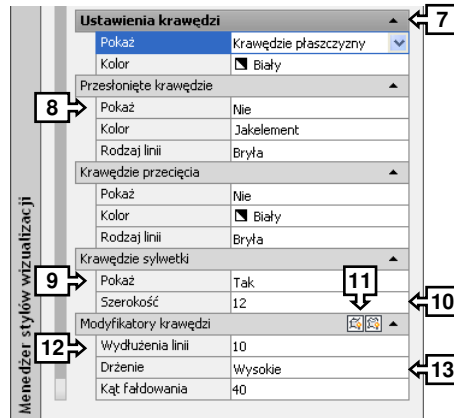 Ustawienia krawędzi
7
Pokaż Krawędzie płaszczyzny
Kolor Biały
Przesłonięte krawędzie
8
Pokaż Nie
Kolor Jakelement
Rodzaj linii Bryła
Krawędzie przecięcia
Pokaż Nie
Kolor Biały
Rodzaj linii Bryła
Krawędzie sylwetki
9
Pokaż Tak
11
Szerokość 12
10
Modyfikatory krawędzi
12
Wydłużenia linii 10
Drżenie Wysokie
13
Kąt fałdowania 40
Menedżer stylów wizualizacji